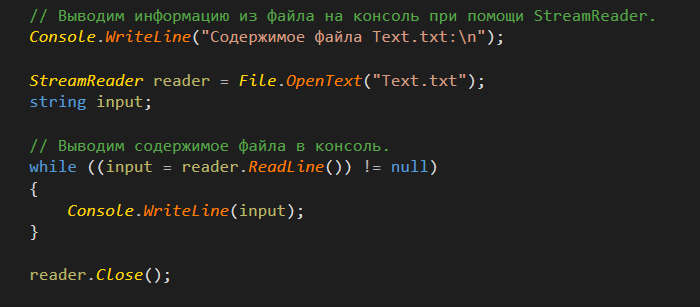 // Выводим информацию из файла на консоль при помощи StreamReader.
Console.WriteLine("Содержимое файла Text.txt:\n");
StreamReader reader = File.OpenText("Text.txt");
string input;
// Выводим содержимое файла в консоль.
while ((input = reader.ReadLine()) != null)
{
    Console.WriteLine(input);
}
reader.Close();